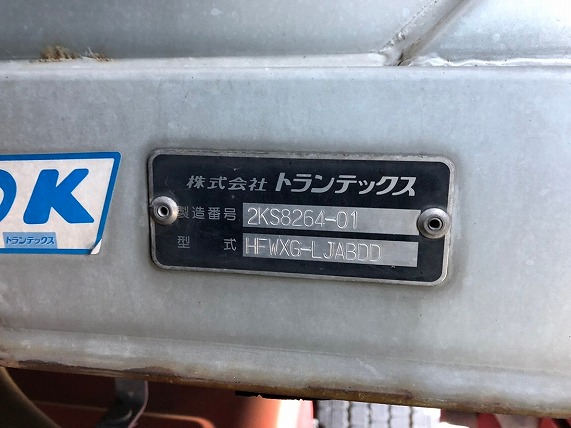 株式会社 トランテックス
製造番号 2KS8264-01
型式 HFWXG-LJABDD
OK
トランテックス